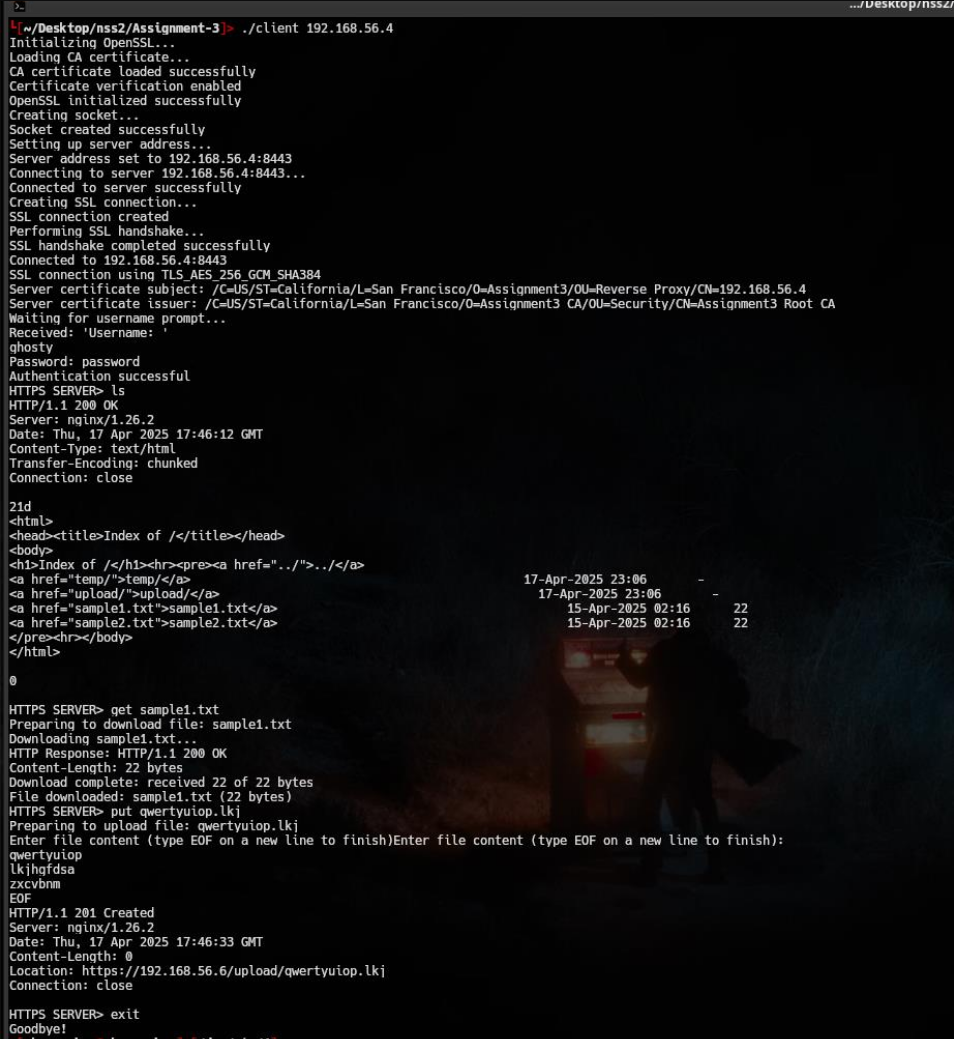 .../Desktop/nss2/
[~/Desktop/nss2/Assignment-3]> ./client 192.168.56.4
Initializing OpenSSL...
Loading CA certificate...
CA certificate loaded successfully
Certificate verification enabled
OpenSSL initialized successfully
Creating socket...
Socket created successfully
Setting up server address...
Server address set to 192.168.56.4:8443
Connecting to server 192.168.56.4:8443...
Connected to server successfully
Creating SSL connection...
SSL connection created
Performing SSL handshake...
SSL handshake completed successfully
Connected to 192.168.56.4:8443
SSL connection using TLS_AES_256_GCM_SHA384
Server certificate subject: /C=US/ST=California/L=San Francisco/O=Assignment3/OU=Reverse Proxy/CN=192.168.56.4
Server certificate issuer: /C=US/ST=California/L=San Francisco/O=Assignment3 CA/OU=Security/CN=Assignment3 Root CA
Waiting for username prompt...
Received: 'Username: '
ghosty
Password: password
Authentication successful
HTTPS SERVER> ls
HTTP/1.1 200 OK
Server: nginx/1.26.2
Date: Thu, 17 Apr 2025 17:46:12 GMT
Content-Type: text/html
Transfer-Encoding: chunked
Connection: close
21d
<html>
<head><title>Index of /</title></head>
<body>
<h1>Index of /</h1><hr><pre><a href="../">../</a>
<a href="temp/">temp/</a> 17-Apr-2025 23:06 -
<a href="upload/">upload/</a> 17-Apr-2025 23:06 -
<a href="sample1.txt">sample1.txt</a> 15-Apr-2025 02:16 22
<a href="sample2.txt">sample2.txt</a> 15-Apr-2025 02:16 22
</pre><hr></body>
</html>
0
HTTPS SERVER> get sample1.txt
Preparing to download file: sample1.txt
Downloading sample1.txt...
HTTP Response: HTTP/1.1 200 OK
Content-Length: 22 bytes
Download complete: received 22 of 22 bytes
File downloaded: sample1.txt (22 bytes)
HTTPS SERVER> put qwertyuiop.lkj
Preparing to upload file: qwertyuiop.lkj
Enter file content (type EOF on a new line to finish)Enter file content (type EOF on a new line to finish):
qwertyuiop
lkjhgfdsa
zxcvbnm
EOF
HTTP/1.1 201 Created
Server: nginx/1.26.2
Date: Thu, 17 Apr 2025 17:46:33 GMT
Content-Length: 0
Location: https://192.168.56.6/upload/qwertyuiop.lkj
Connection: close
HTTPS SERVER> exit
Goodbye!